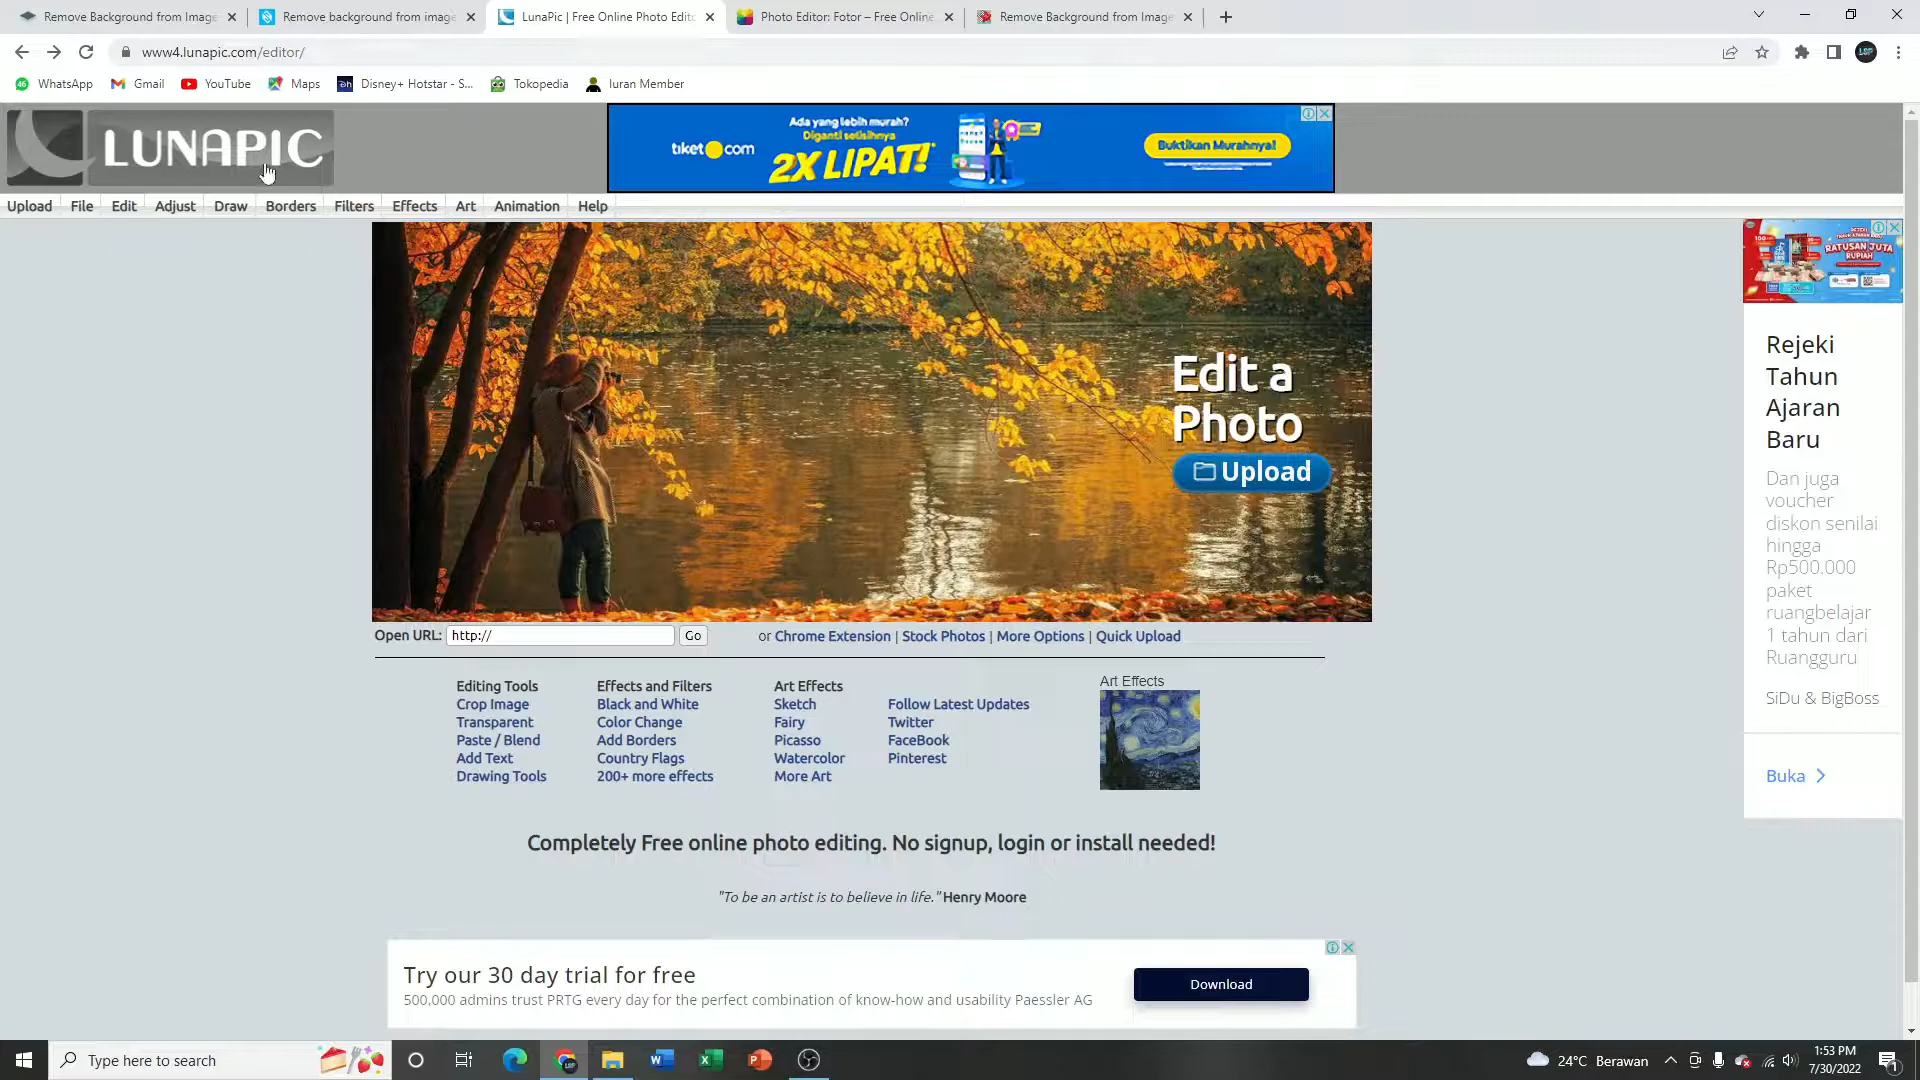 Remove Background from Image
Remove background from image
LunaPic | Free Online Photo Edito
Photo Editor: Fotor – Free Online
Remove Background from Image
www4.lunapic.com/editor/
LSP
46 WhatsApp
Gmail
YouTube
Maps
Disney+ Hotstar - S...
Tokopedia
Iuran Member
LUNAPIC
Ada yang lebih murah?
Diganti selisihnya
2X LIPAT!
tiket.com
Buktikan Murahnya!
Upload File Edit Adjust Draw Borders Filters Effects Art Animation Help
RATUSAN JUTA
RUPIAH
Edit a
Photo
Upload
Rejeki
Tahun
Ajaran
Baru
Dan juga
voucher
diskon senilai
hingga
Rp500.000
paket
ruangbelajar
1 tahun dari
Ruangguru
SiDu & BigBoss
Buka
Open URL: http:// Go or Chrome Extension | Stock Photos | More Options | Quick Upload
Editing Tools
Crop Image
Transparent
Paste / Blend
Add Text
Drawing Tools
Effects and Filters
Black and White
Color Change
Add Borders
Country Flags
200+ more effects
Art Effects
Sketch
Fairy
Picasso
Watercolor
More Art
Follow Latest Updates
Twitter
FaceBook
Pinterest
Art Effects
Completely Free online photo editing. No signup, login or install needed!
"To be an artist is to believe in life." Henry Moore
Try our 30 day trial for free
500,000 admins trust PRTG every day for the perfect combination of know-how and usability Paessler AG
Download
Type here to search
24°C Berawan
1:53 PM
7/30/2022
1